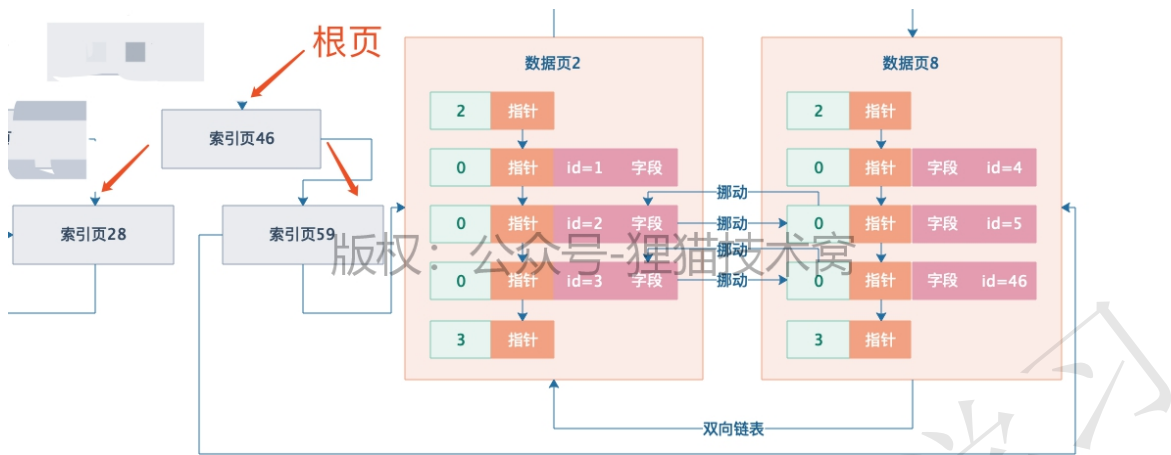 根页
索引页46
索引页28
索引页59
数据页2
2 指针
0 指针 id=1 字段
0 指针 id=2 字段
0 指针 id=3 字段
3 指针
挪动
挪动
挪动
挪动
数据页8
2 指针
0 指针 字段 id=4
0 指针 字段 id=5
0 指针 字段 id=46
3 指针
双向链表
版权：公众号-狸猫技术窝